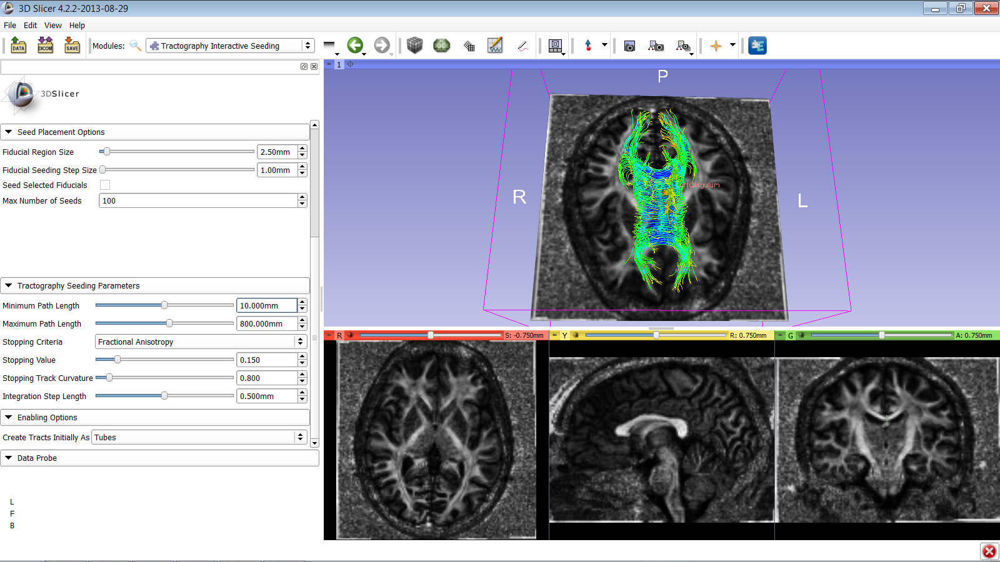 3D Slicer 4.2.2-2013-08-29
File Edit View Help
DATA DICOM SAVE Modules: Tractography Interactive Seeding
1
3DSlicer
Seed Placement Options
Fiducial Region Size 2.50mm
Fiducial Seeding Step Size 1.00mm
Seed Selected Fiducials
Max Number of Seeds 100
Tractography Seeding Parameters
Minimum Path Length 10.000mm
Maximum Path Length 800.000mm
Stopping Criteria Fractional Anisotropy
Stopping Value 0.150
Stopping Track Curvature 0.800
Integration Step Length 0.500mm
Enabling Options
Create Tracts Initially As Tubes
Data Probe
L
F
B
P
R
L
ftCingulum
R S: -0.750mm
Y R: 0.750mm
G A: 0.750mm